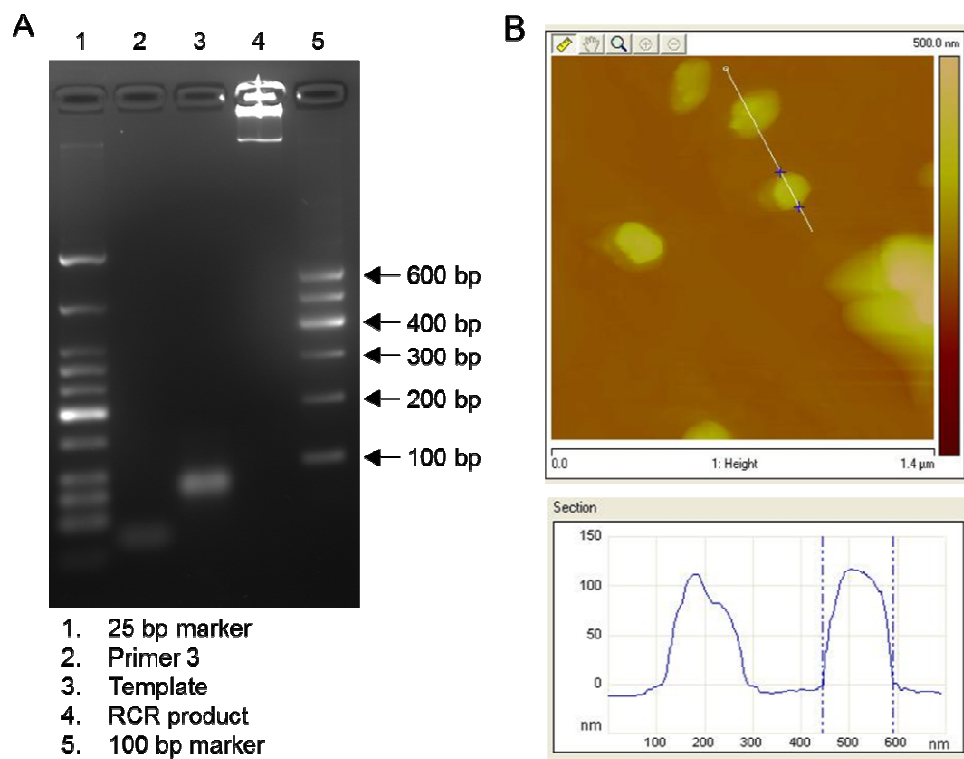 A
1 2 3 4 5
600 bp
400 bp
300 bp
200 bp
100 bp
1. 25 bp marker
2. Primer 3
3. Template
4. RCR product
5. 100 bp marker
B
500.0 nm
0.0 1: Height 1.4 µm
Section
150
100
50
0
nm
100 200 300 400 500 600 nm